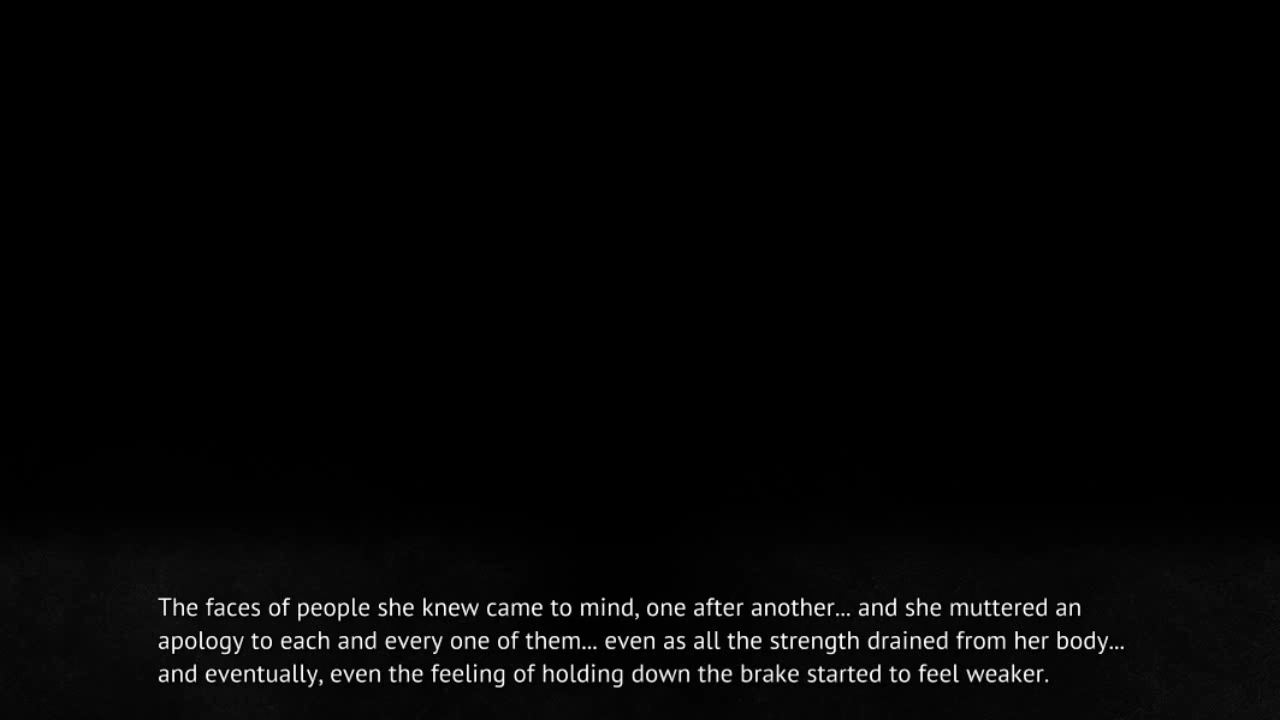 The faces of people she knew came to mind, one after another... and she muttered an
apology to each and every one of them... even as all the strength drained from her body...
and eventually, even the feeling of holding down the brake started to feel weaker.